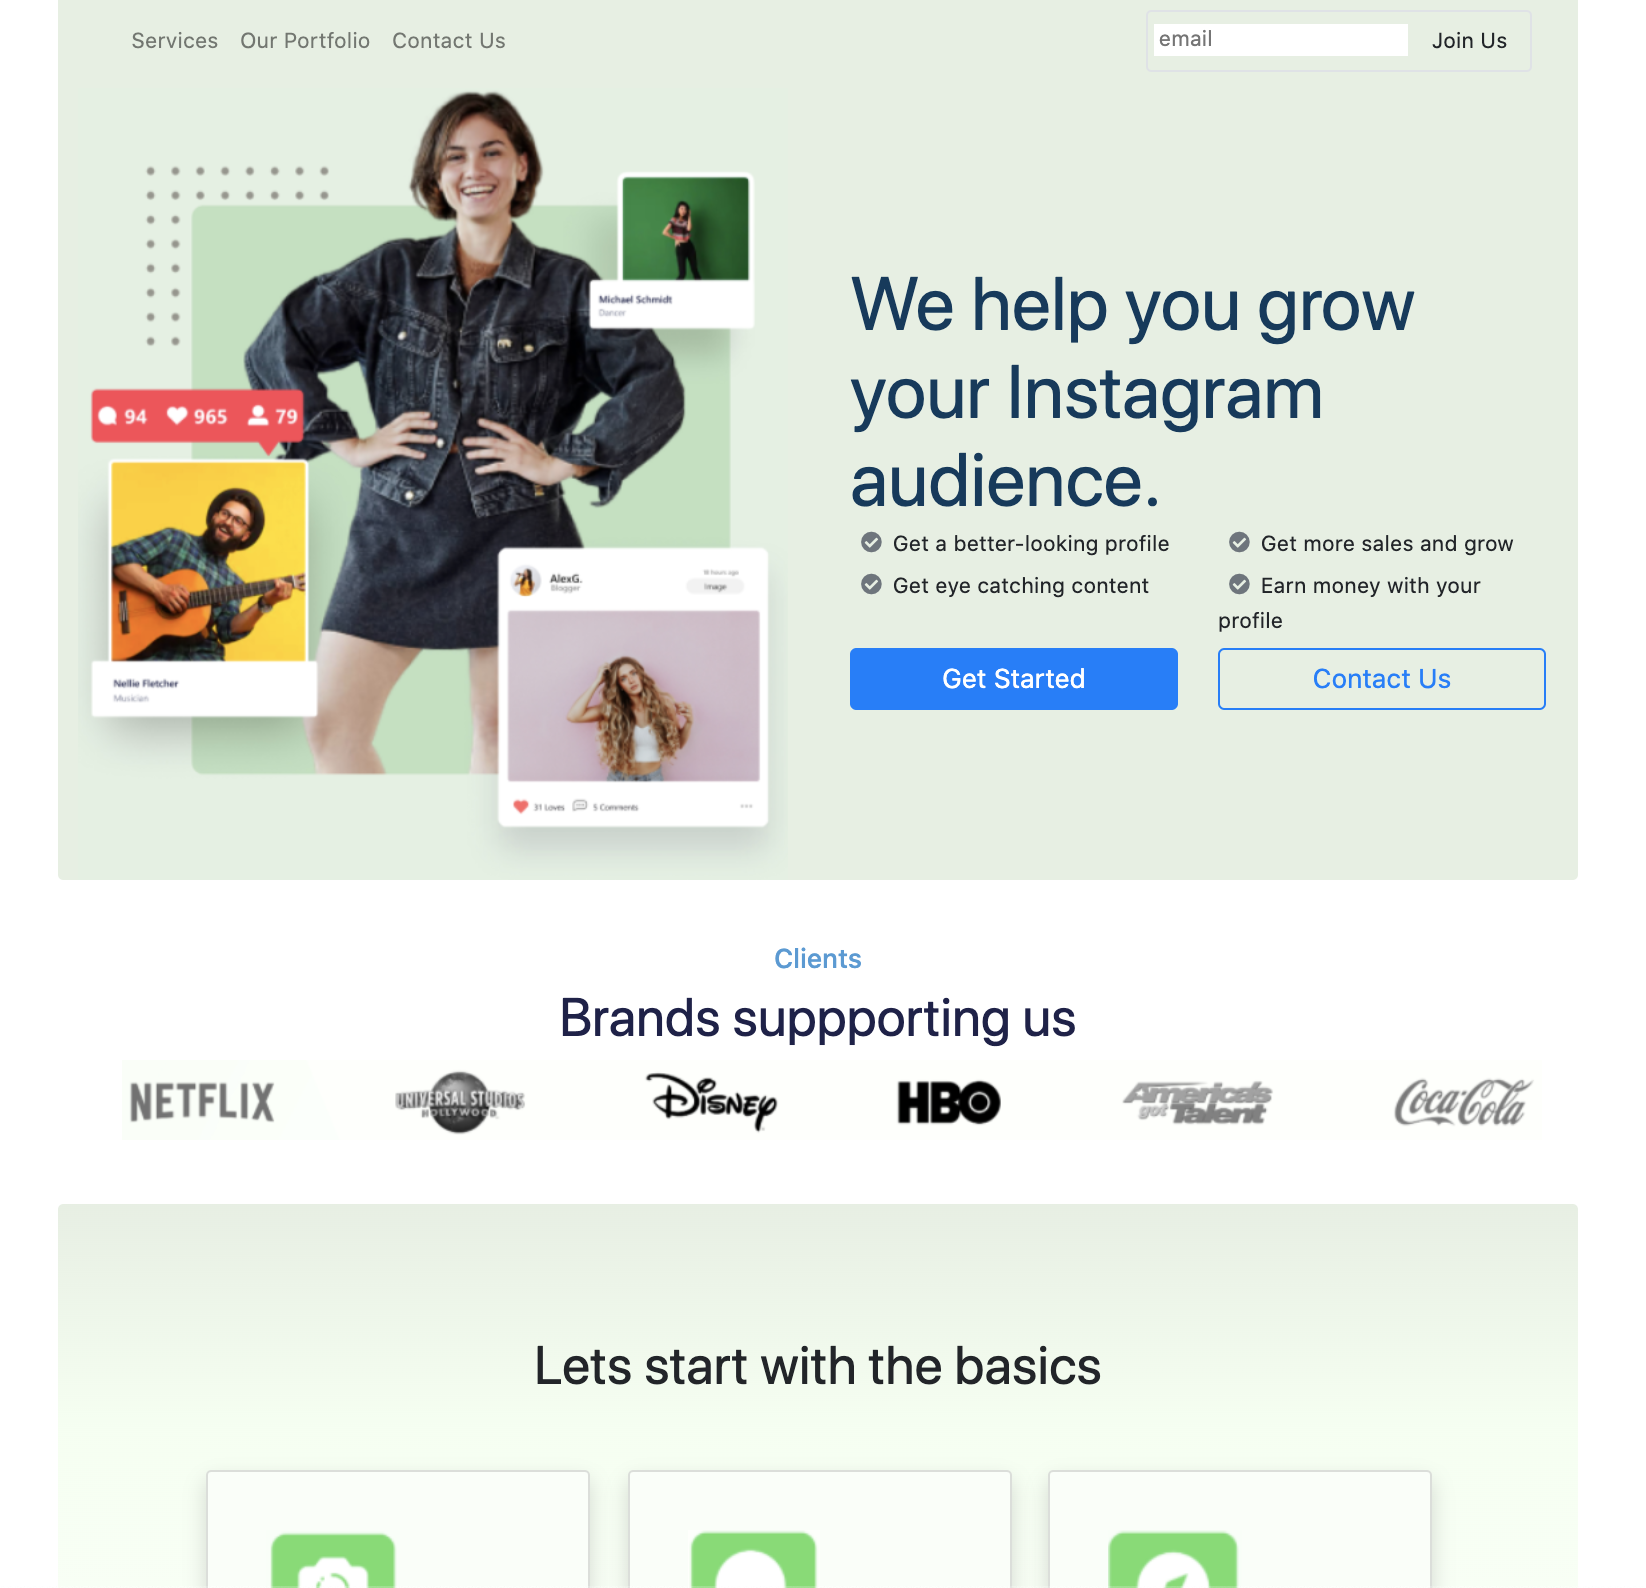 Services Our Portfolio Contact Us
email Join Us
Michael Schmidt
Dancer
94 965 79
Nellie Fletcher
Musician
AlexG.
Blogger
18 hours ago
Image
31 Loves 5 Comments
We help you grow
your Instagram
audience.
Get a better-looking profile
Get eye catching content
Get more sales and grow
Earn money with your
profile
Get Started
Contact Us
Clients
Brands suppporting us
NETFLIX
UNIVERSAL STUDIOS
HOLLYWOOD
Disney
HBO
America's
got Talent
Coca-Cola
Lets start with the basics